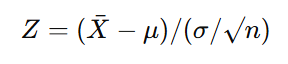 Z = (X̄ − μ)/(σ/√n)